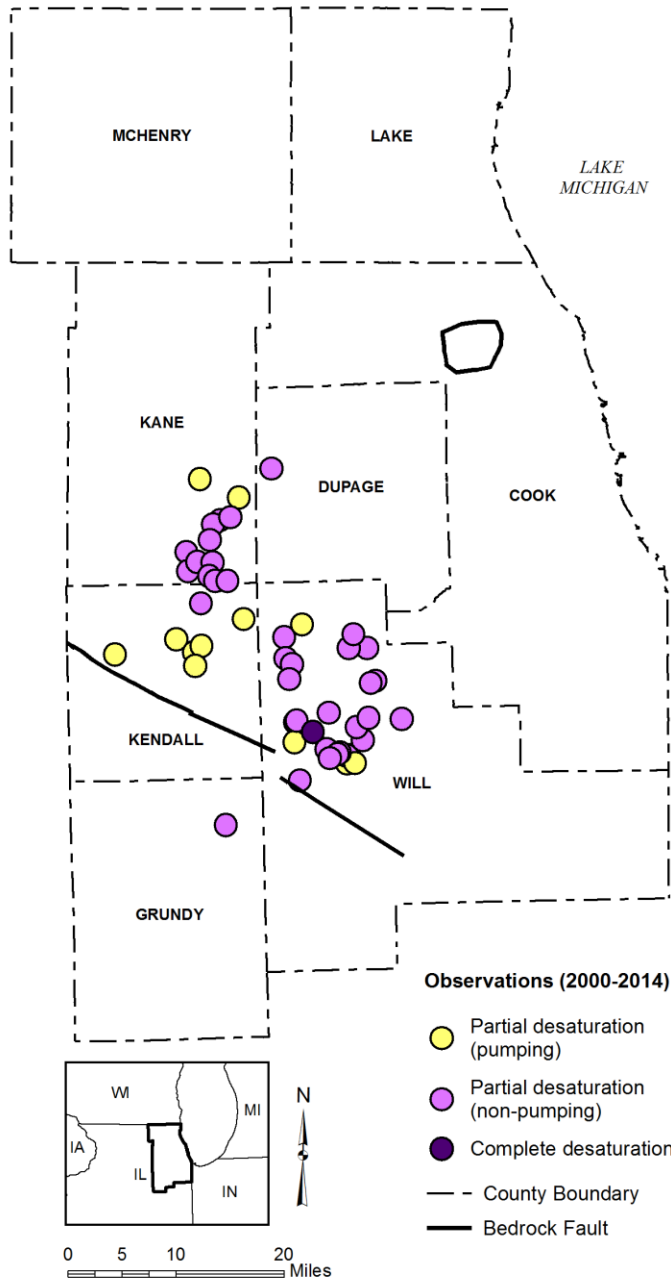 MCHENRY
LAKE
LAKE
MICHIGAN
KANE
DUPAGE
COOK
KENDALL
WILL
GRUNDY
Observations (2000-2014)
Partial desaturation
(pumping)
Partial desaturation
(non-pumping)
Complete desaturation
County Boundary
Bedrock Fault
WI
MI
IA
IL
IN
N
0 5 10 20
Miles